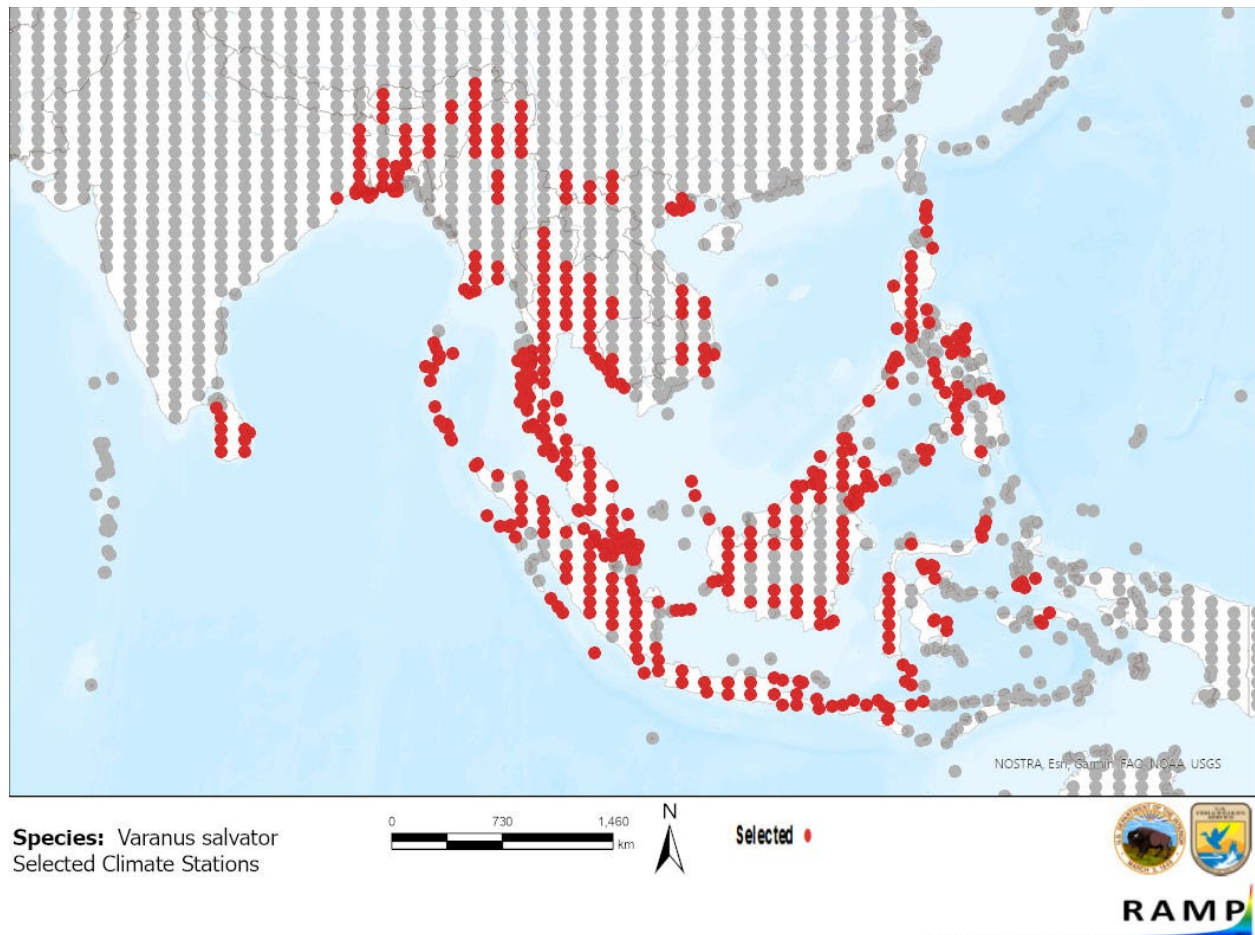 NOSTRA, Esri, Garmin, FAO, NOAA, USGS
Species: Varanus salvator
Selected Climate Stations
0 730 1,460
km
N
Selected
RAMP